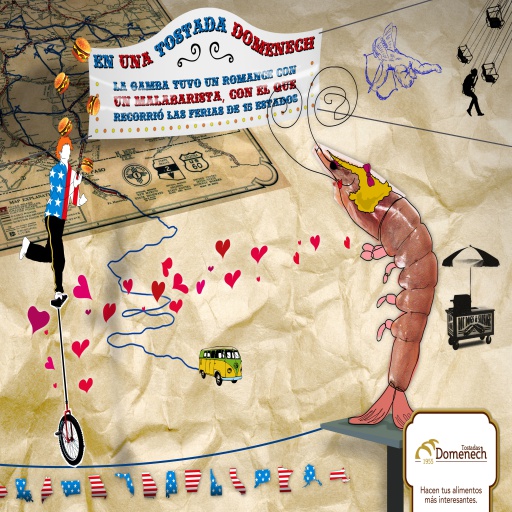 EN UNA TOSTADA DOMENECH
LA GAMBA TUVO UN ROMANCE CON
UN MALABARISTA, CON EL QUE
RECORRIÓ LAS FERIAS DE 15 ESTADOS
Tostadas
Domenech
1955
Hacen tus alimentos
más interesantes.